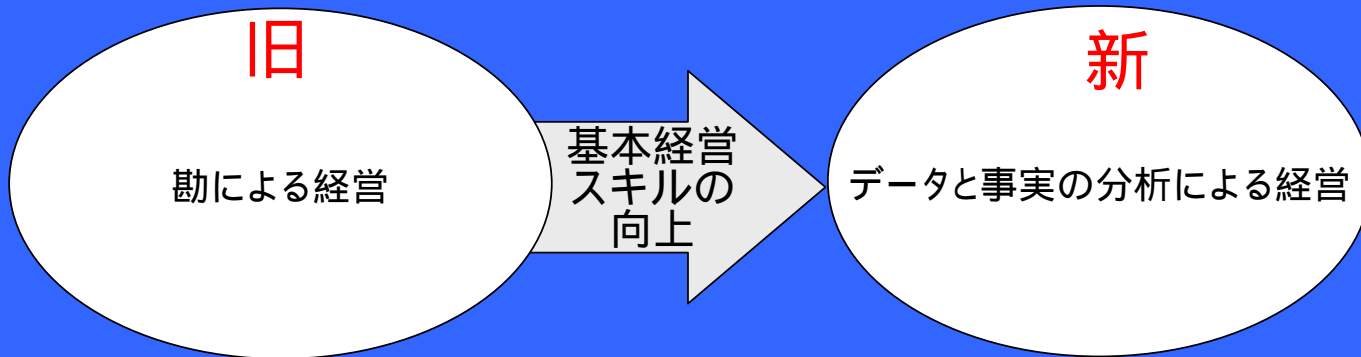 旧
勘による経営
基本経営
スキルの
向上
新
データと事実の分析による経営